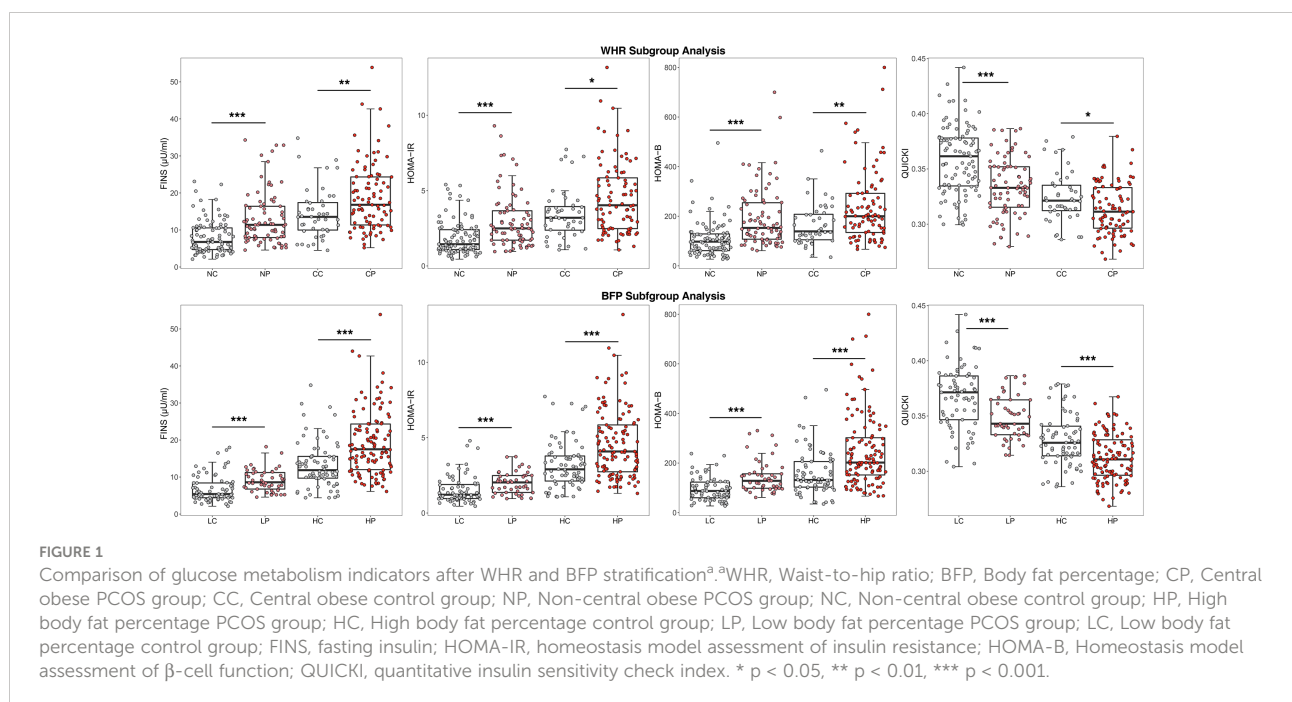 WHR Subgroup Analysis
FINS (μU/ml)
50
40
30
20
10
0
***
**
NC NP CC CP
HOMA-IR
10
5
0
***
*
NC NP CC CP
HOMA-B
800
600
400
200
0
***
**
NC NP CC CP
QUICKI
0.45
0.40
0.35
0.30
***
*
NC NP CC CP
BFP Subfgroup Analysis
FINS (μU/ml)
50
40
30
20
10
0
***
***
LC LP HC HP
HOMA-IR
10
5
0
***
***
LC LP HC HP
HOMA-B
800
600
400
200
0
***
***
LC LP HC HP
QUICKI
0.45
0.40
0.35
0.30
***
***
LC LP HC HP
FIGURE 1
Comparison of glucose metabolism indicators after WHR and BFP stratificationᵃ.ᵃWHR, Waist-to-hip ratio; BFP, Body fat percentage; CP, Central
obese PCOS group; CC, Central obese control group; NP, Non-central obese PCOS group; NC, Non-central obese control group; HP, High
body fat percentage PCOS group; HC, High body fat percentage control group; LP, Low body fat percentage PCOS group; LC, Low body fat
percentage control group; FINS, fasting insulin; HOMA-IR, homeostasis model assessment of insulin resistance; HOMA-B, Homeostasis model
assessment of β-cell function; QUICKI, quantitative insulin sensitivity check index. * p < 0.05, ** p < 0.01, *** p < 0.001.